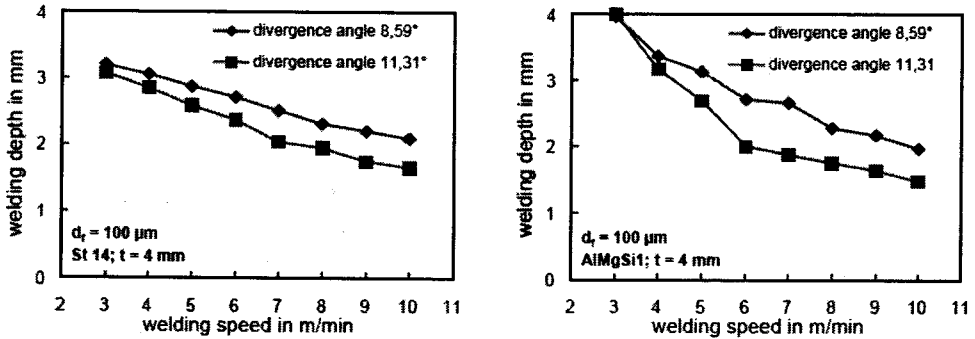 4
3
2
1
0
welding depth in mm
divergence angle 8,59°
divergence angle 11,31°
d_f = 100 µm
St 14; t = 4 mm
2 3 4 5 6 7 8 9 10 11
welding speed in m/min
4
3
2
1
0
welding depth in mm
divergence angle 8,59°
divergence angle 11,31
d_f = 100 µm
AlMgSi1; t = 4 mm
2 3 4 5 6 7 8 9 10 11
welding speed in m/min